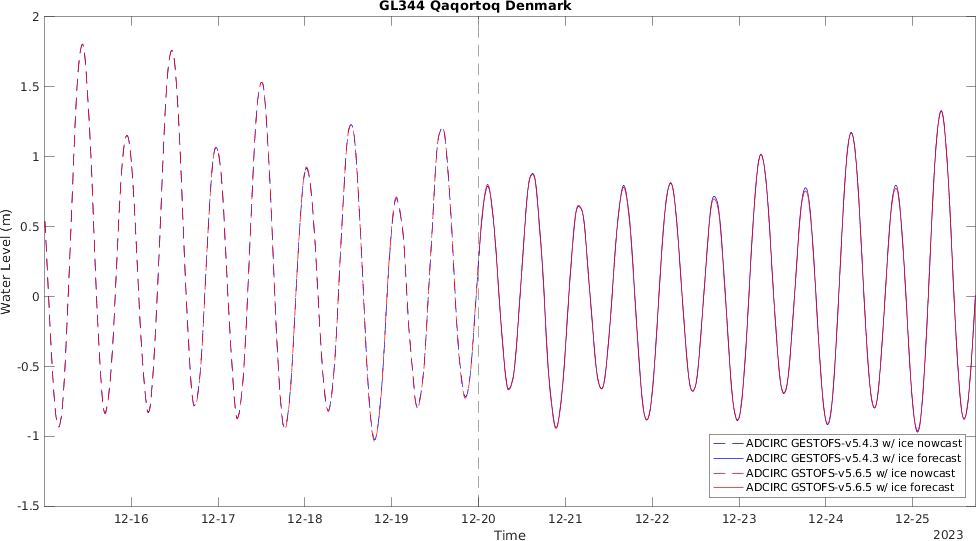 GL344 Qaqortoq Denmark
2
1.5
1
0.5
0
-0.5
-1
-1.5
Water Level (m)
12-16 12-17 12-18 12-19 12-20 12-21 12-22 12-23 12-24 12-25
Time
2023
ADCIRC GESTOFS-v5.4.3 w/ ice nowcast
ADCIRC GESTOFS-v5.4.3 w/ ice forecast
ADCIRC GSTOFS-v5.6.5 w/ ice nowcast
ADCIRC GSTOFS-v5.6.5 w/ ice forecast